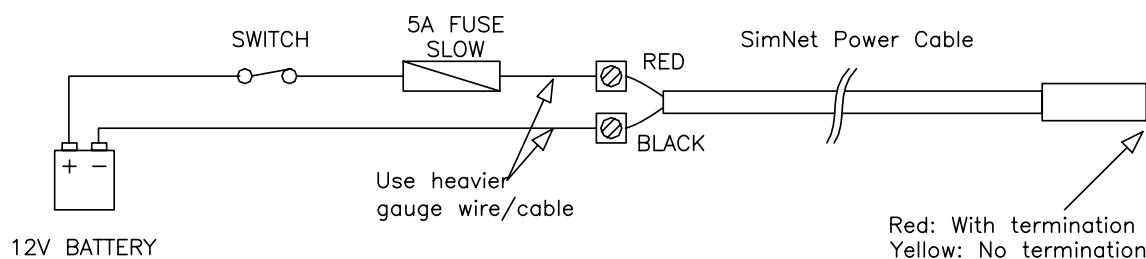 5A FUSE
SLOW
SWITCH
SimNet Power Cable
RED
BLACK
+ −
Use heavier
gauge wire/cable
12V BATTERY
Red: With termination
Yellow: No termination